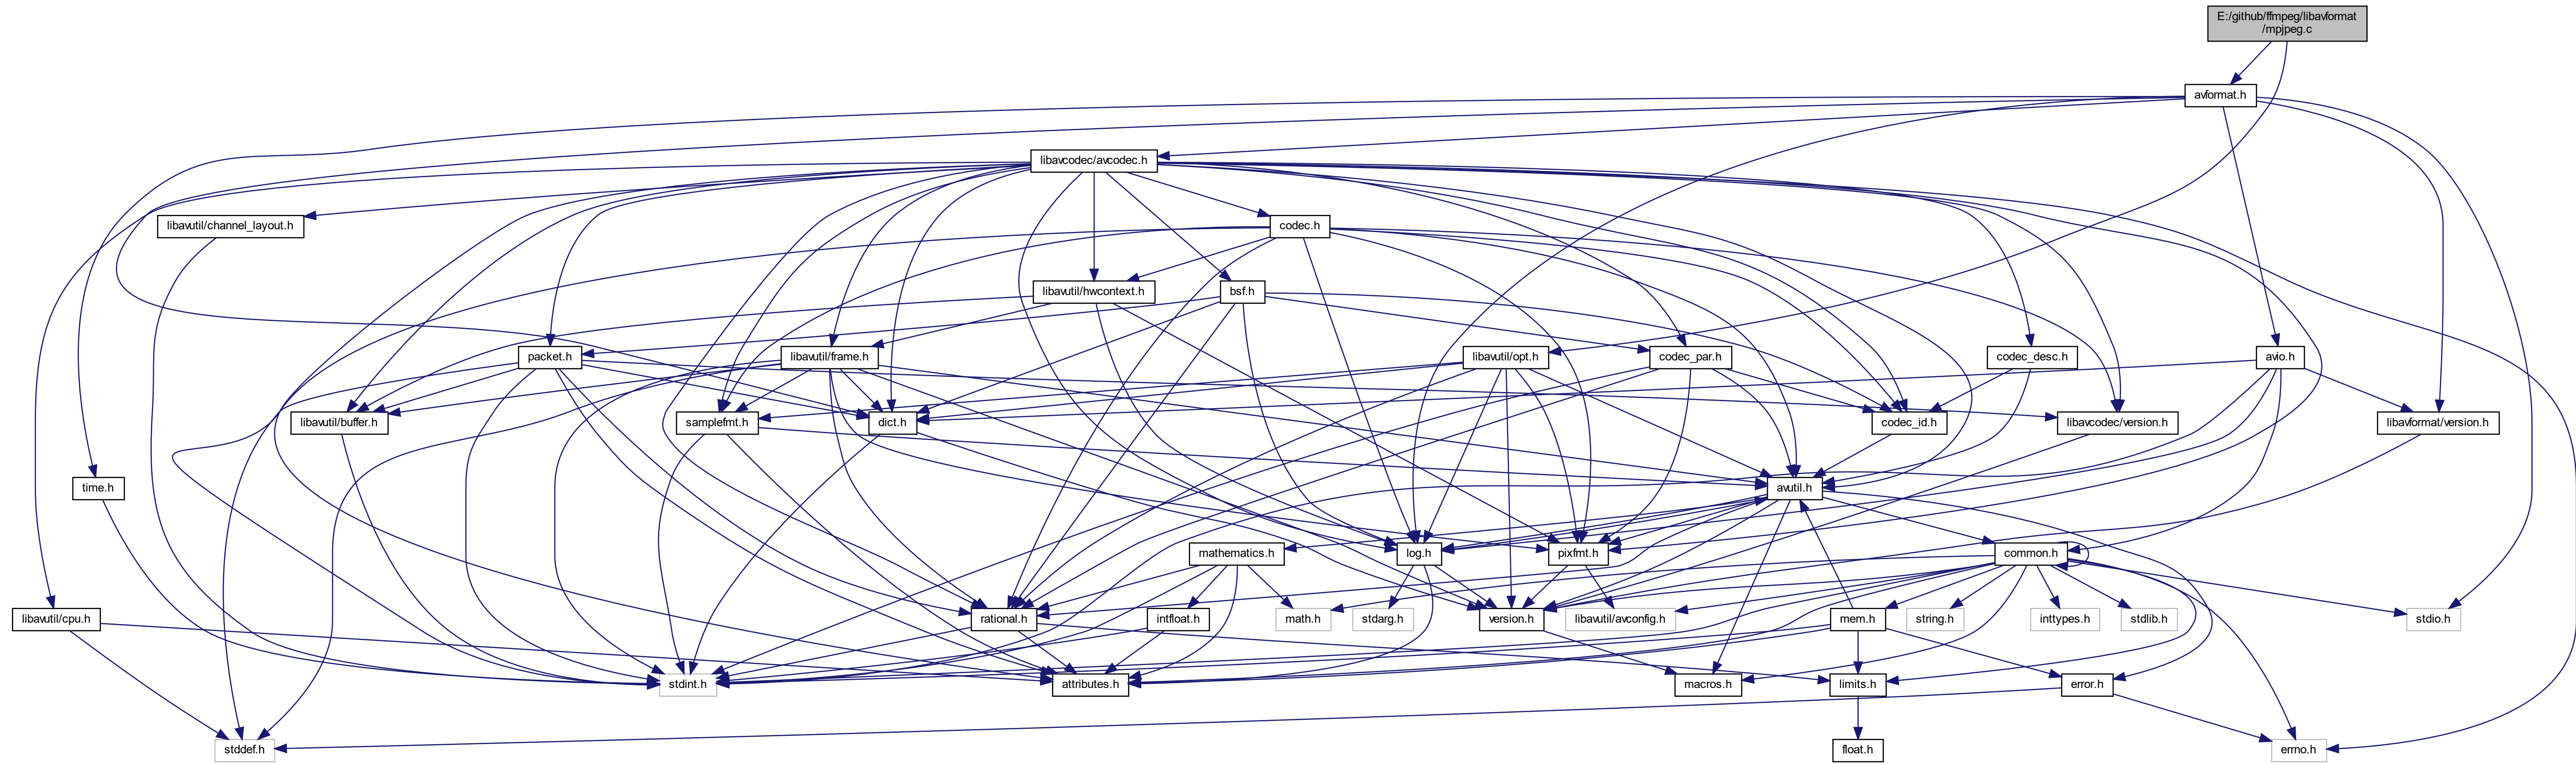 E:/github/ffmpeg/libavformat
/mpjpeg.c
avformat.h
libavcodec/avcodec.h
libavutil/channel_layout.h
codec.h
libavutil/hwcontext.h
bsf.h
packet.h
libavutil/frame.h
libavutil/opt.h
codec_par.h
codec_desc.h
avio.h
libavutil/buffer.h
samplefmt.h
dict.h
codec_id.h
libavcodec/version.h
libavformat/version.h
time.h
avutil.h
mathematics.h
log.h
pixfmt.h
common.h
libavutil/cpu.h
rational.h
intfloat.h
math.h
stdarg.h
version.h
libavutil/avconfig.h
mem.h
string.h
inttypes.h
stdlib.h
stdio.h
stdint.h
attributes.h
macros.h
limits.h
error.h
stddef.h
float.h
errno.h